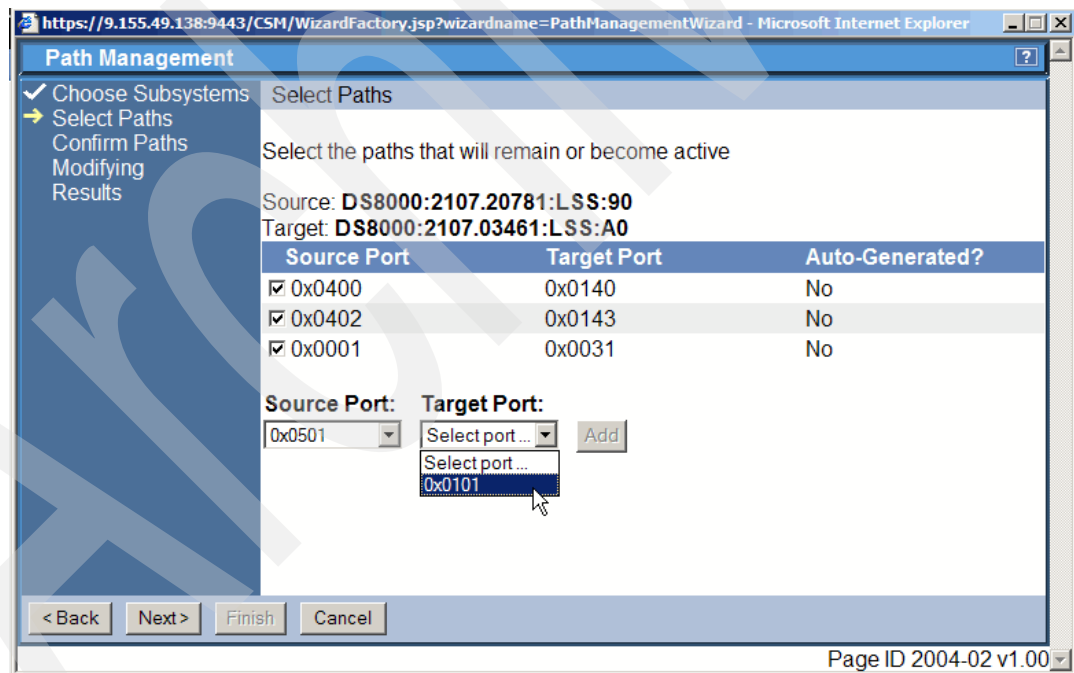 https://9.155.49.138:9443/CSM/WizardFactory.jsp?wizardname=PathManagementWizard - Microsoft Internet Explorer
Path Management
?
Choose Subsystems
Select Paths
Confirm Paths
Modifying
Results
Select Paths
Select the paths that will remain or become active
Source: DS8000:2107.20781:LSS:90
Target: DS8000:2107.03461:LSS:A0
Source Port Target Port Auto-Generated?
0x0400 0x0140 No
0x0402 0x0143 No
0x0001 0x0031 No
Source Port: Target Port:
0x0501 Select port ... Add
Select port ...
0x0101
< Back Next > Finish Cancel
Page ID 2004-02 v1.00